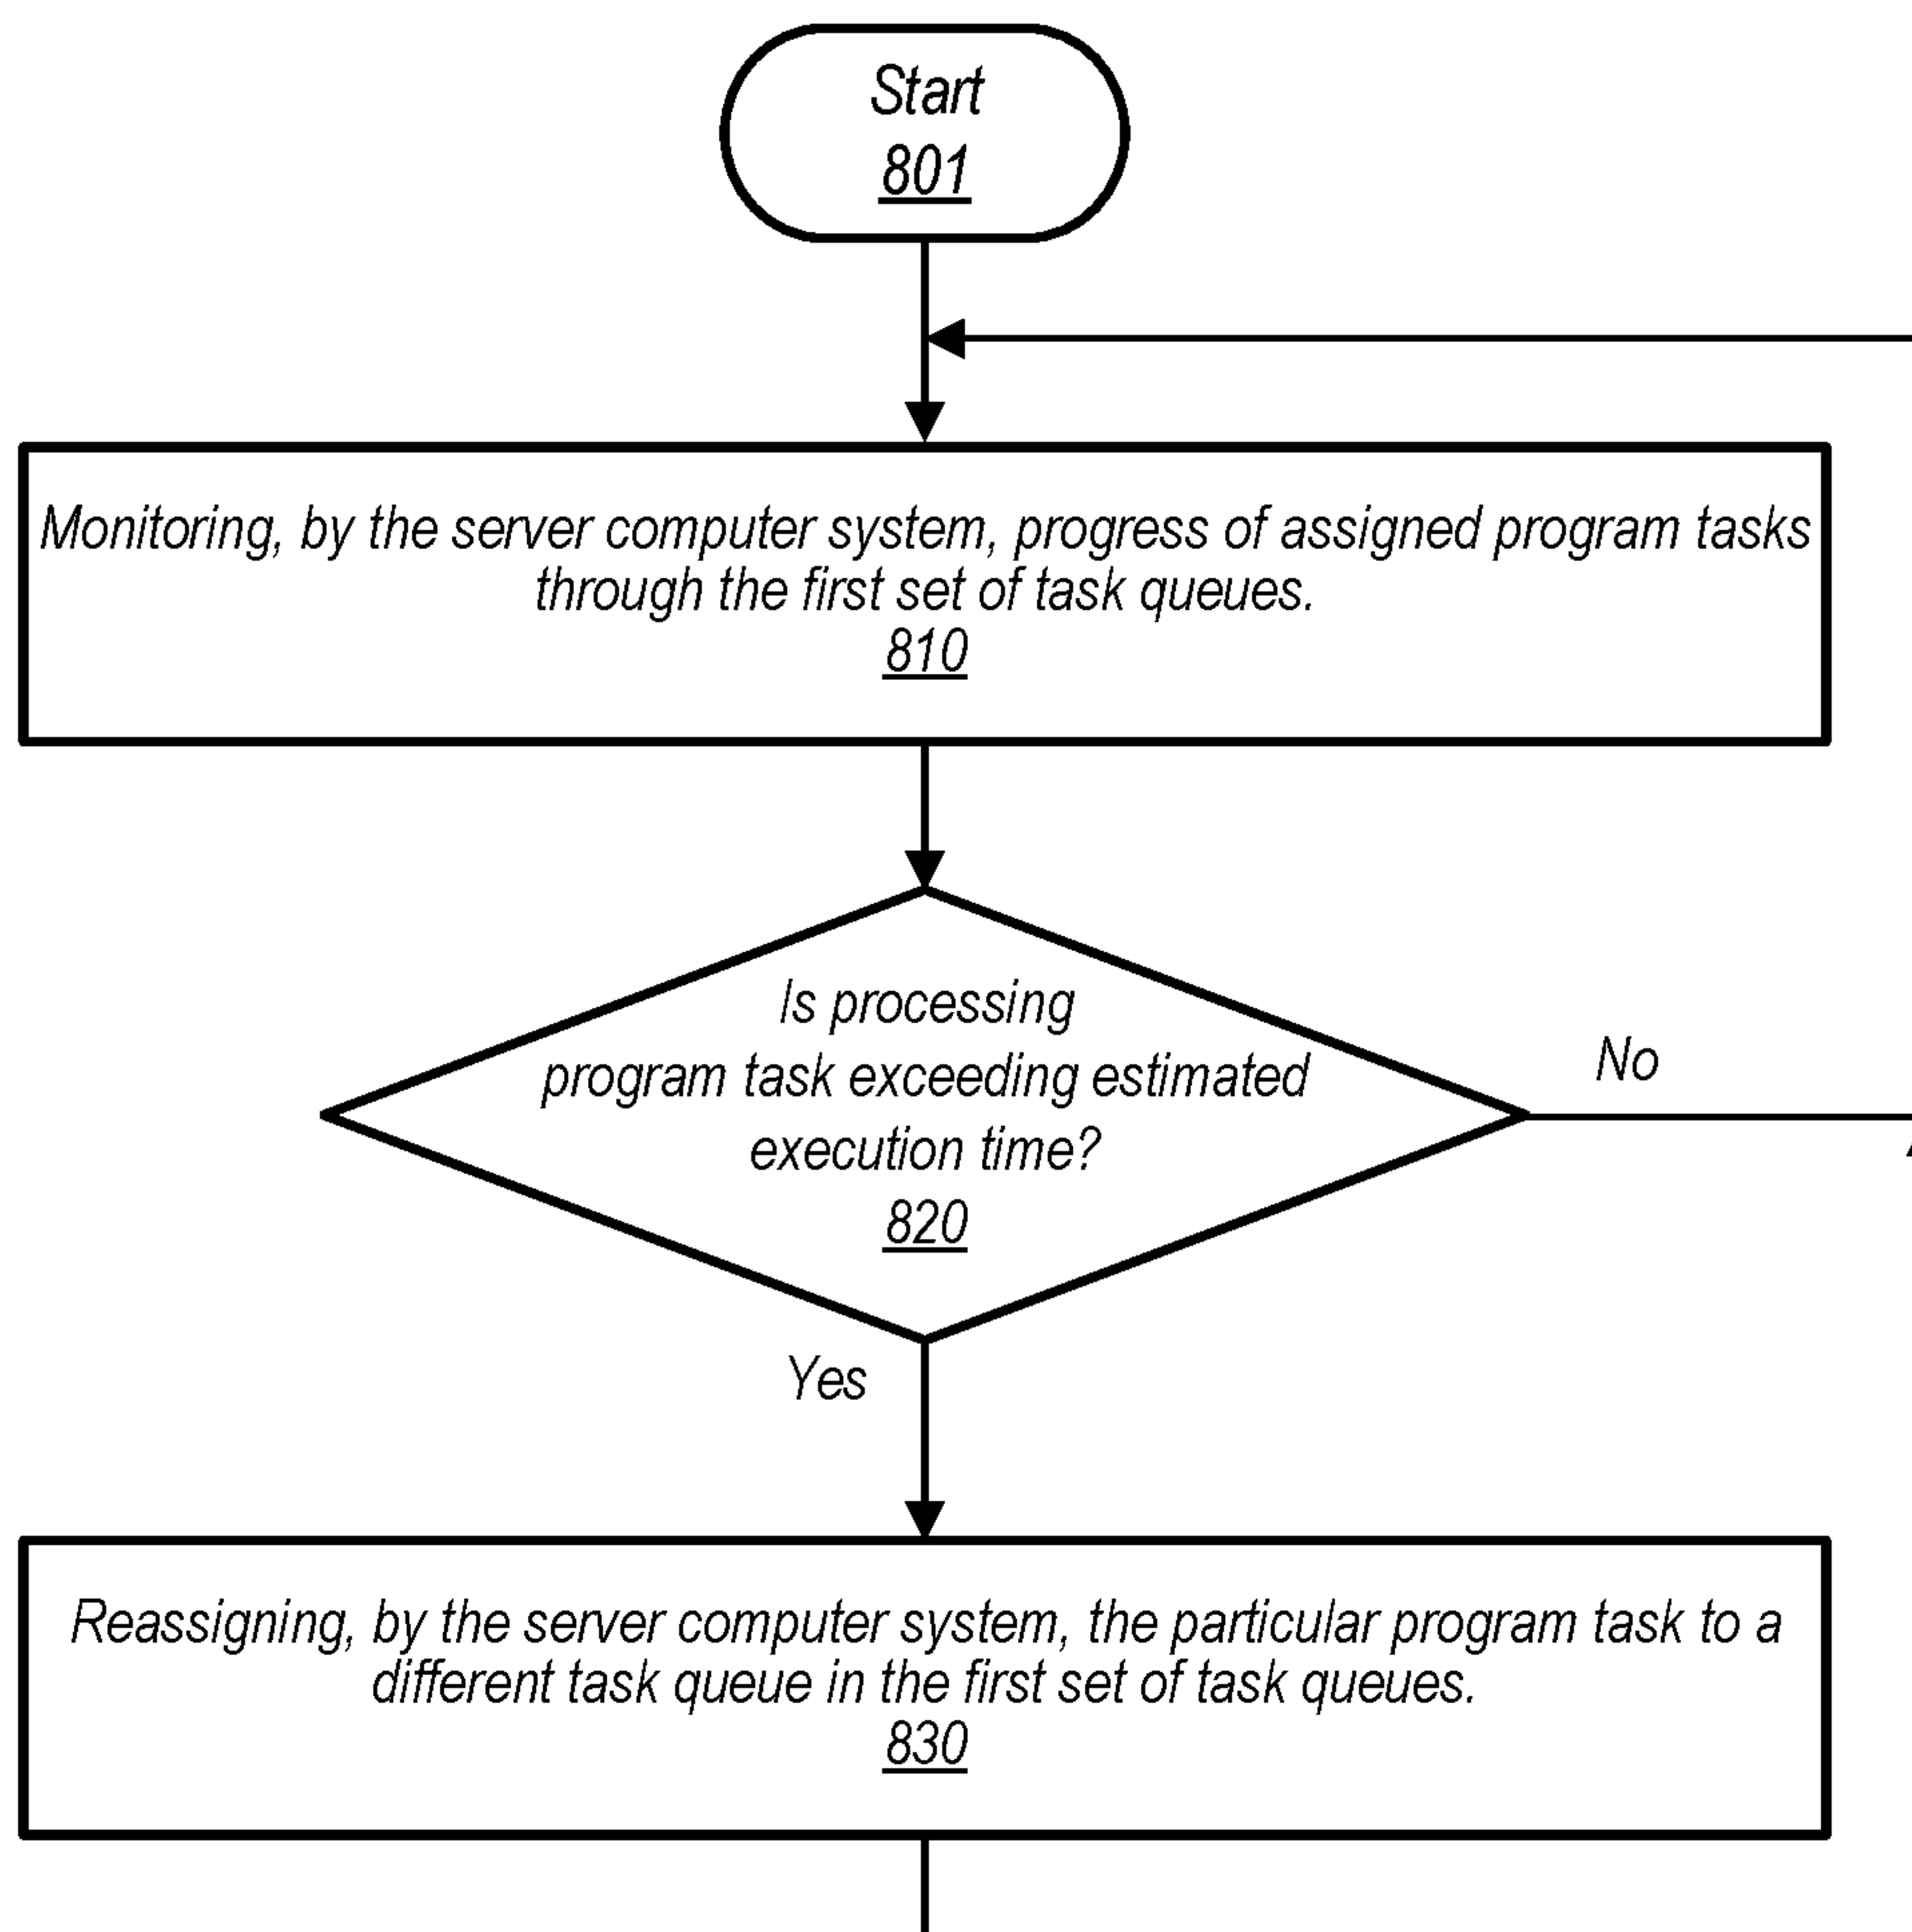 Start
801
Monitoring, by the server computer system, progress of assigned program tasks
through the first set of task queues.
810
Is processing
program task exceeding estimated
execution time?
820
No
Yes
Reassigning, by the server computer system, the particular program task to a
different task queue in the first set of task queues.
830